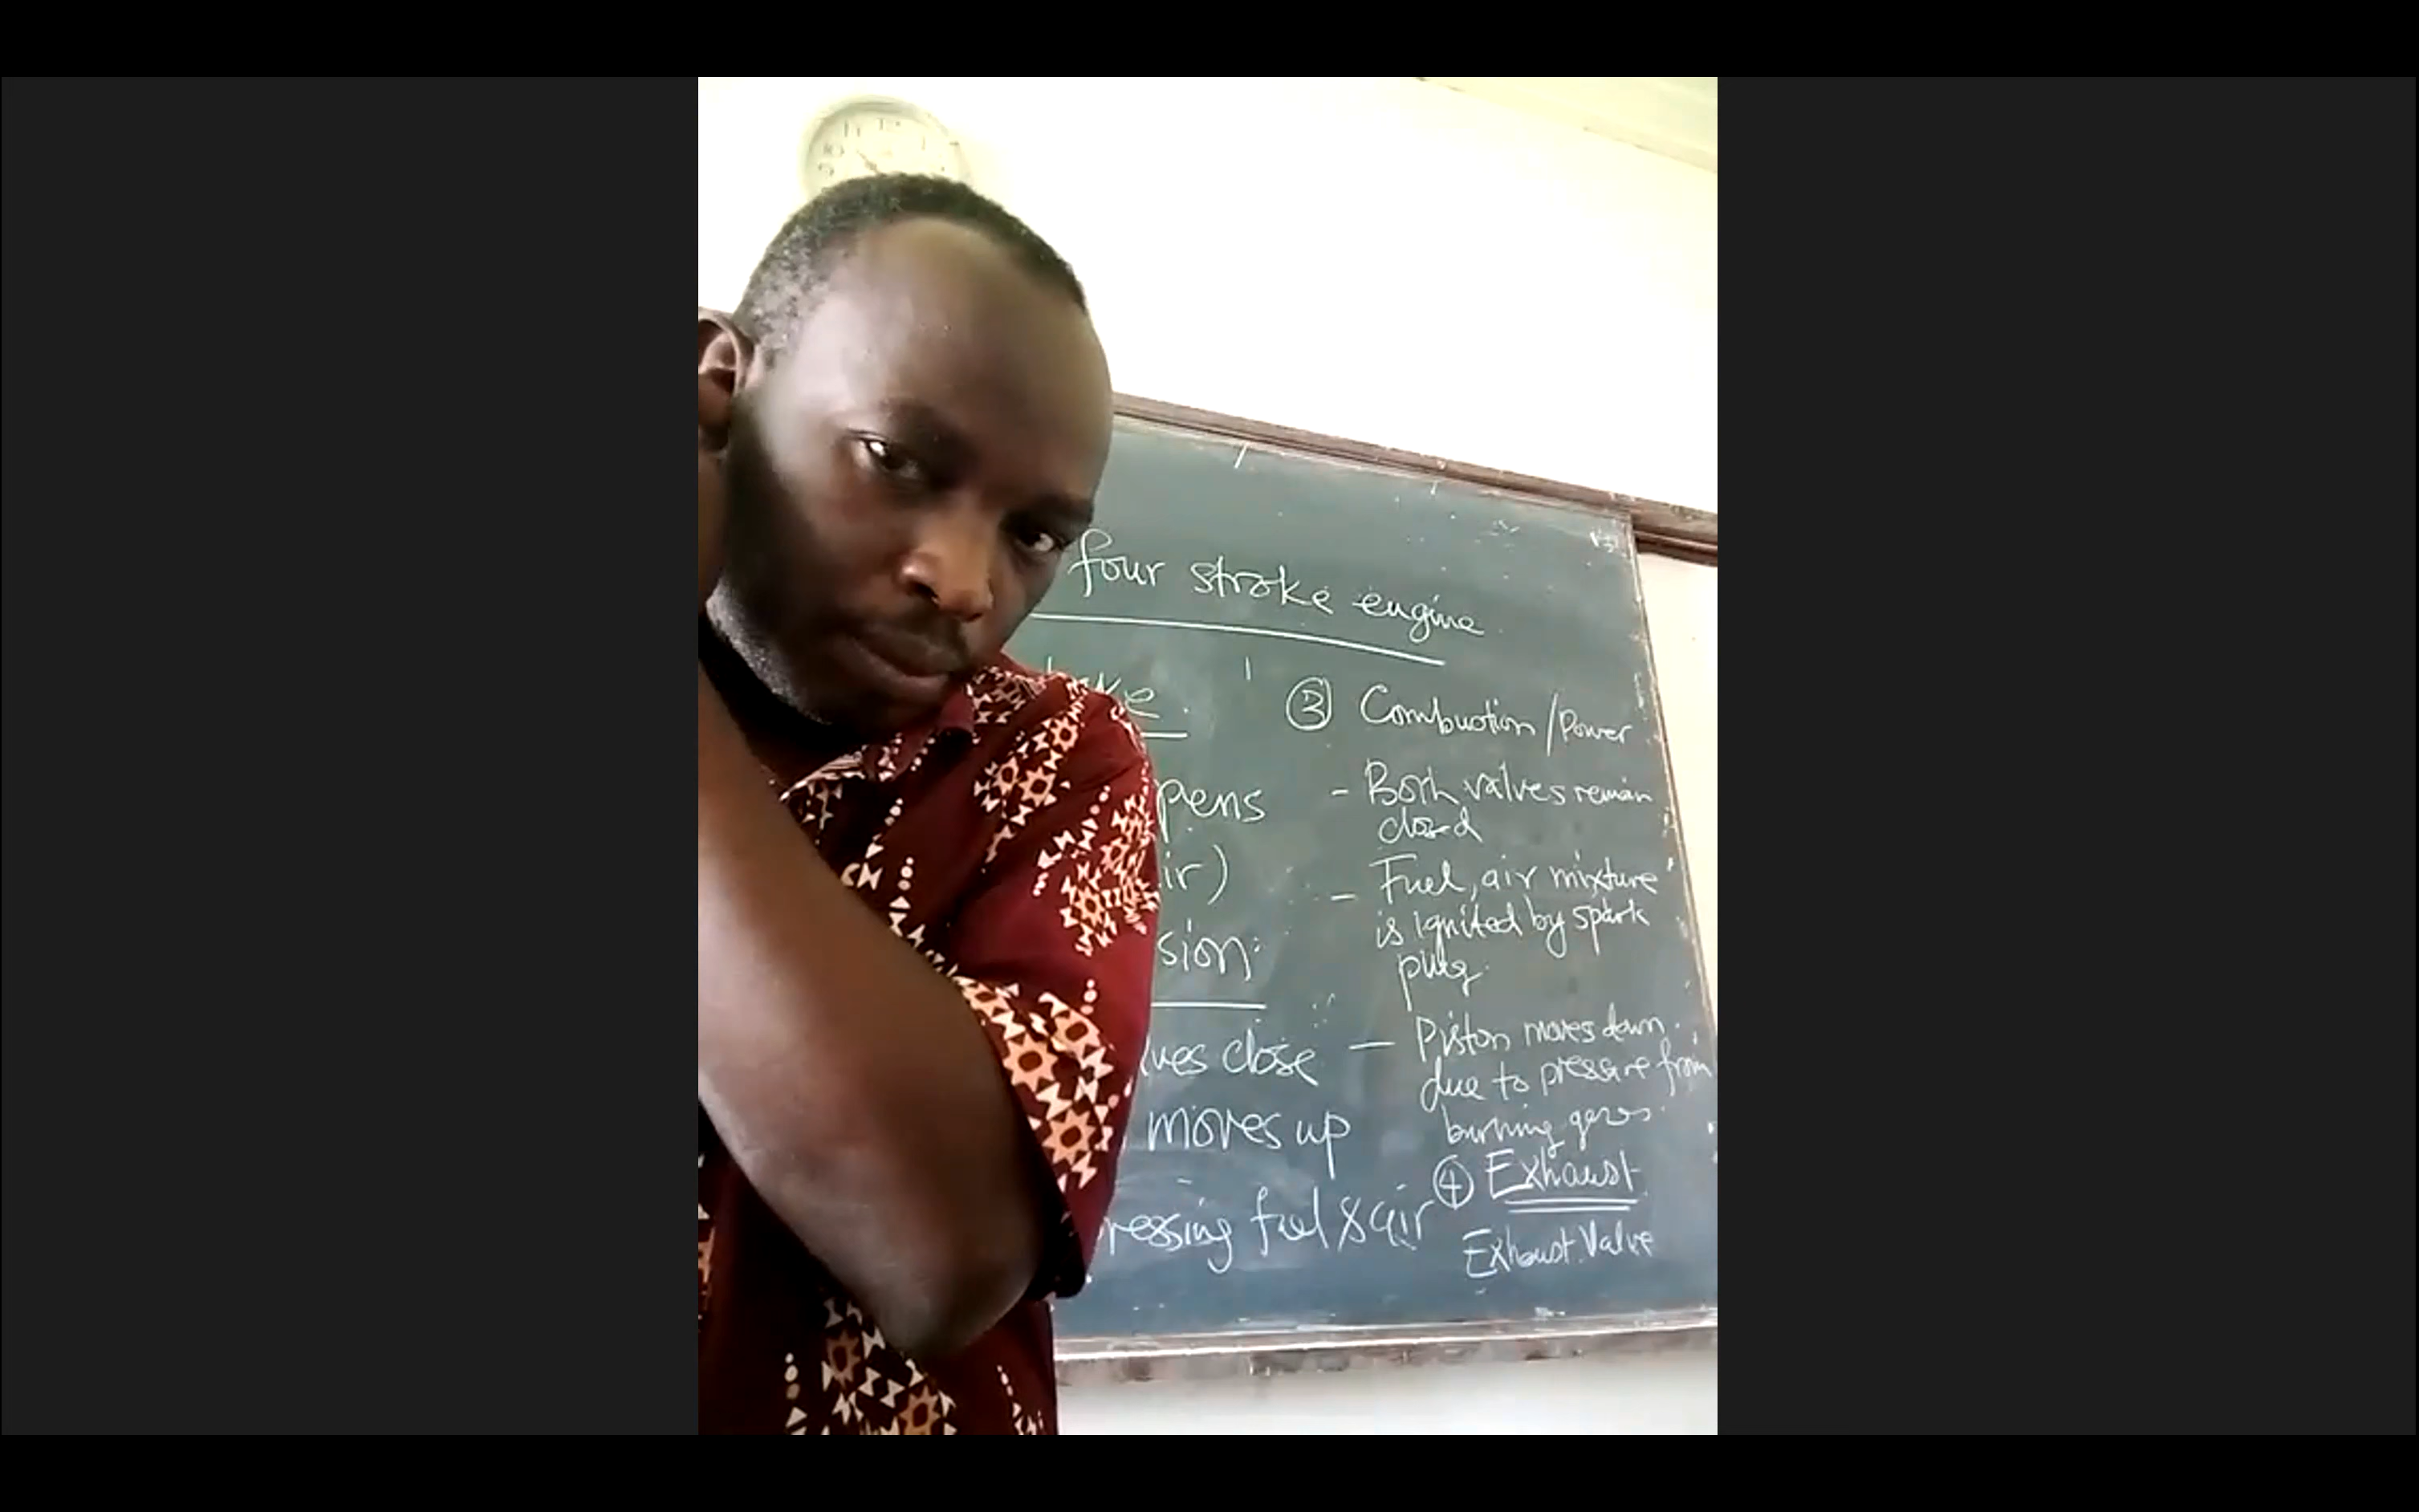 four stroke engine
pens
ir)
sion:
ves close
moves up
ressing fuel & air
③ Combustion / Power
- Both valves remain
closed
- Fuel, air mixture
is ignited by spark
plug.
- Piston moves down
due to pressure from
burning gases.
④ Exhaust
Exhaust Valve